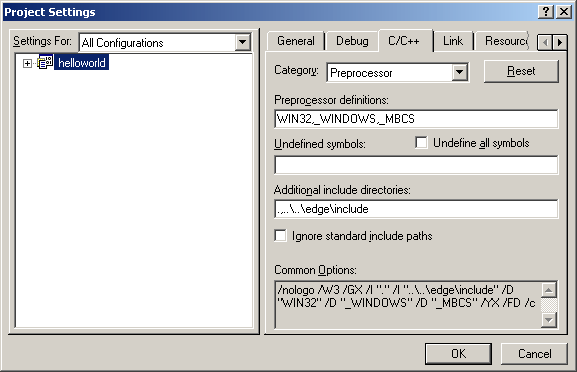 Project Settings
Settings For: All Configurations
helloworld
General Debug C/C++ Link Resourc
Category: Preprocessor Reset
Preprocessor definitions:
WIN32,_WINDOWS,_MBCS
Undefined symbols: Undefine all symbols
Additional include directories:
.,..\..\edge\include
Ignore standard include paths
Common Options:
/nologo /W3 /GX /I "." /I "..\..\edge\include" /D
"WIN32" /D "_WINDOWS" /D "_MBCS" /YX /FD /c
OK Cancel